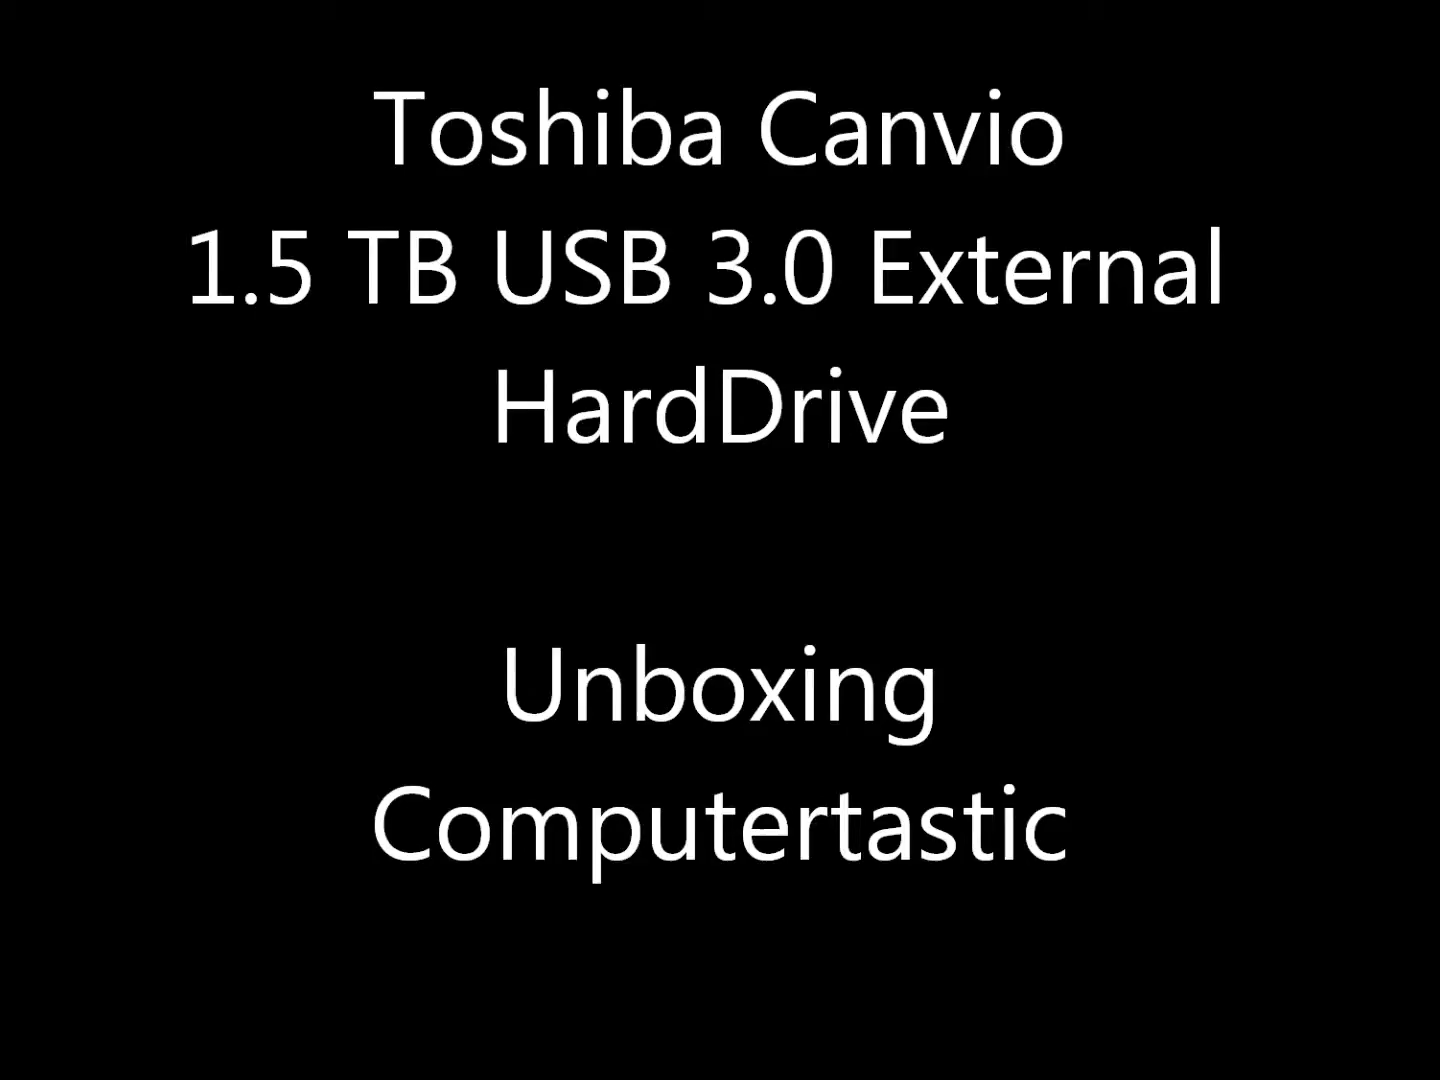 Toshiba Canvio
1.5 TB USB 3.0 External
HardDrive
Unboxing
Computertastic